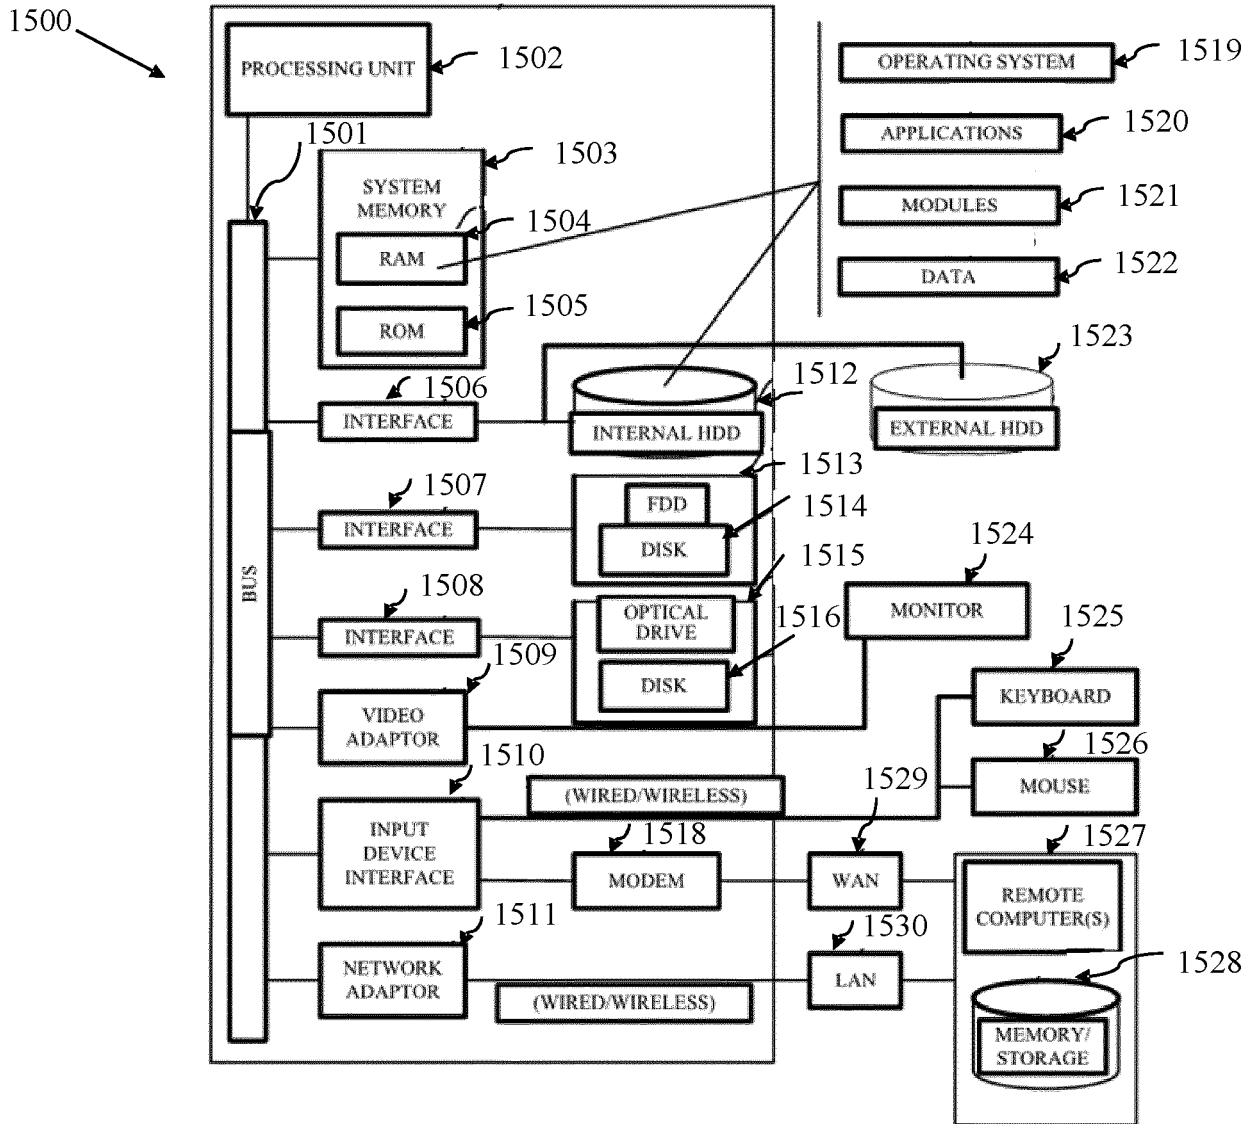 1500
PROCESSING UNIT
1502
1501
SYSTEM
MEMORY
1503
RAM
1504
ROM
1505
OPERATING SYSTEM
1519
APPLICATIONS
1520
MODULES
1521
DATA
1522
INTERFACE
1506
INTERNAL HDD
1512
EXTERNAL HDD
1523
INTERFACE
1507
1513
FDD
DISK
1514
BUS
INTERFACE
1508
1515
OPTICAL
DRIVE
DISK
1516
MONITOR
1524
VIDEO
ADAPTOR
1509
KEYBOARD
1525
MOUSE
1526
INPUT
DEVICE
INTERFACE
1510
(WIRED/WIRELESS)
MODEM
1518
WAN
1529
1527
REMOTE
COMPUTER(S)
NETWORK
ADAPTOR
1511
(WIRED/WIRELESS)
LAN
1530
1528
MEMORY/
STORAGE